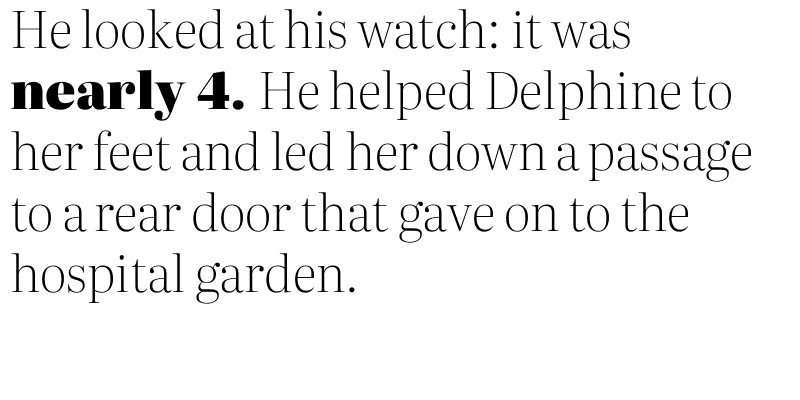 He looked at his watch: it was
nearly 4. He helped Delphine to
her feet and led her down a passage
to a rear door that gave on to the
hospital garden.